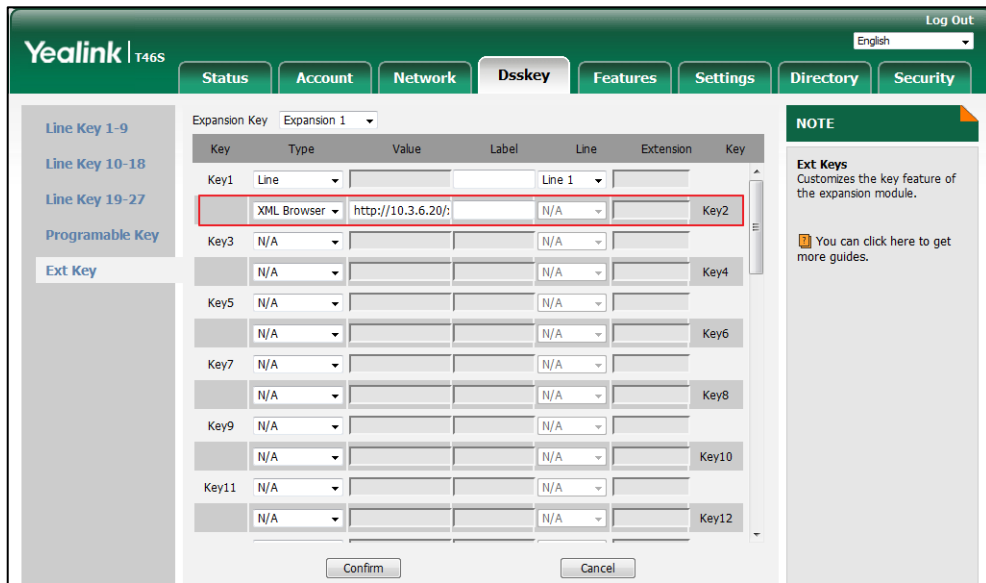 Log Out
Yealink | T46S
English
Status Account Network Dsskey Features Settings Directory Security
Line Key 1-9
Line Key 10-18
Line Key 19-27
Programable Key
Ext Key
Expansion Key Expansion 1
Key Type Value Label Line Extension Key
Key1 Line Line 1
XML Browser http://10.3.6.20/ N/A Key2
Key3 N/A N/A
N/A N/A Key4
Key5 N/A N/A
N/A N/A Key6
Key7 N/A N/A
N/A N/A Key8
Key9 N/A N/A
N/A N/A Key10
Key11 N/A N/A
N/A N/A Key12
Confirm Cancel
NOTE
Ext Keys
Customizes the key feature of
the expansion module.
You can click here to get
more guides.